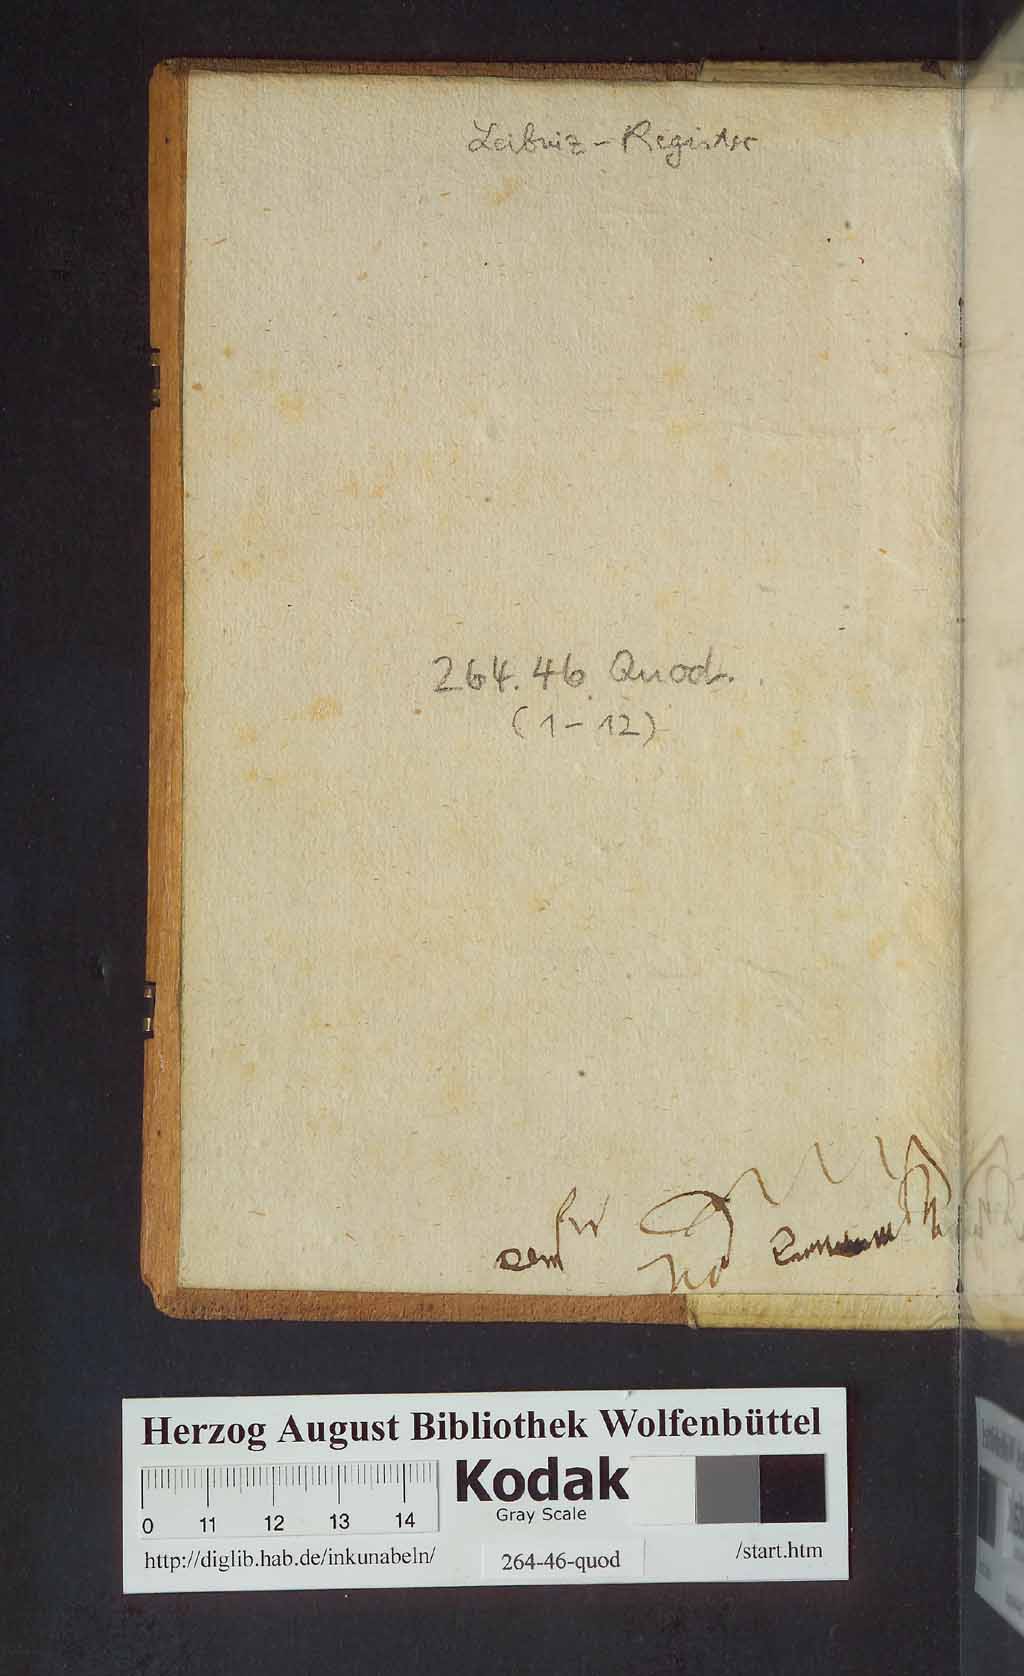 Leibniz-Register
264.46 Quod.
(1-12)
Herzog August Bibliothek Wolfenbüttel
Kodak
Gray Scale
0 11 12 13 14
http://diglib.hab.de/inkunabeln/ 264-46-quod /start.htm